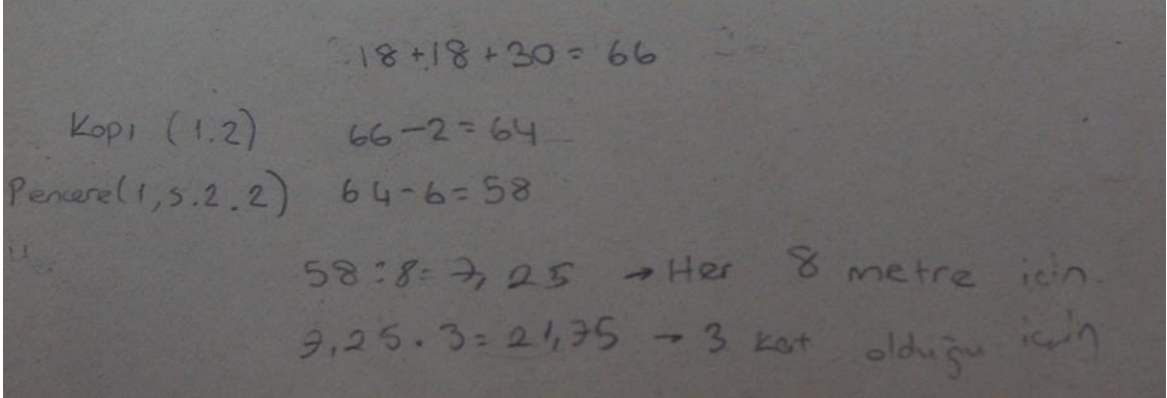 18+18+30=66
Kopı (1.2) 66-2=64
Pencere(1,5.2.2) 64-6=58
"
58:8=7,25 → Her 8 metre için.
7,25.3=21,75 → 3 kat olduğu için